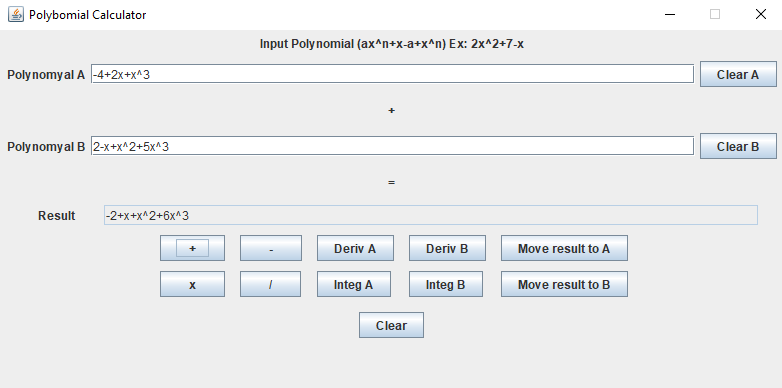 Polybomial Calculator
Input Polynomial (ax^n+x-a+x^n) Ex: 2x^2+7-x
Polynomyal A -4+2x+x^3 Clear A
+
Polynomyal B 2-x+x^2+5x^3 Clear B
=
Result -2+x+x^2+6x^3
+ - Deriv A Deriv B Move result to A
x / Integ A Integ B Move result to B
Clear